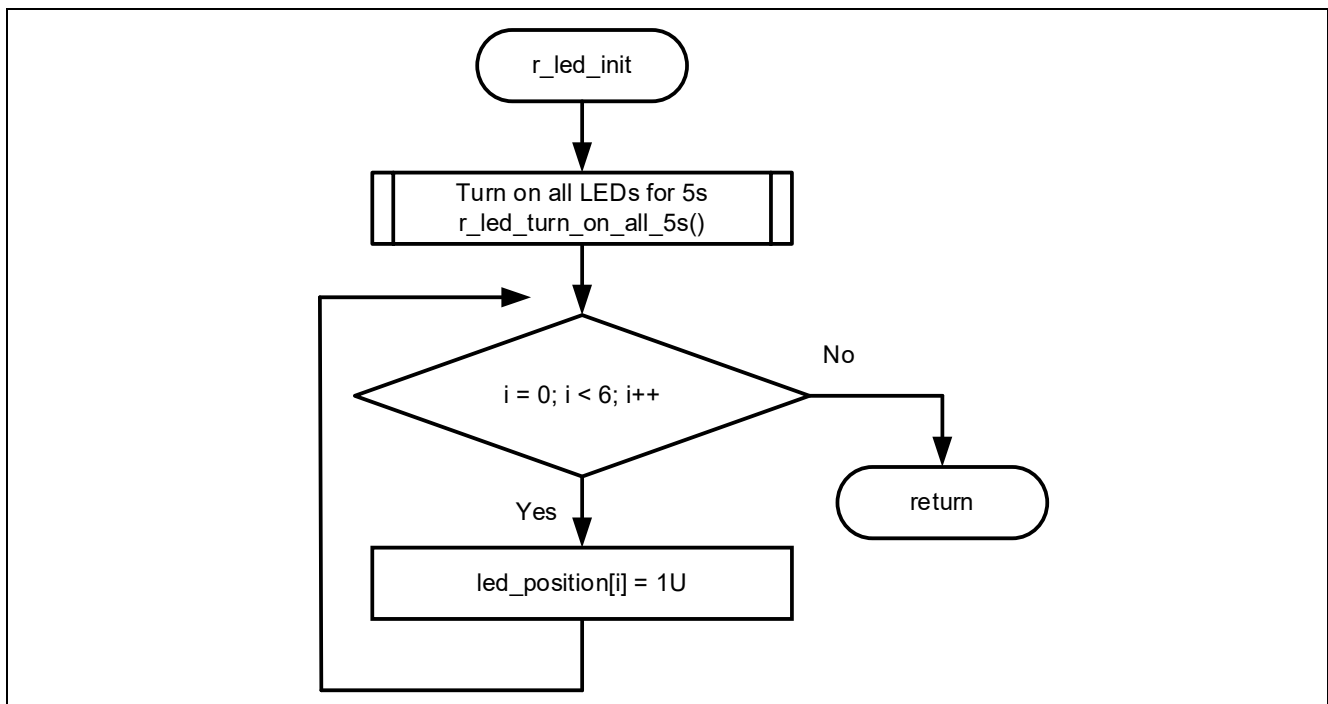 r_led_init
Turn on all LEDs for 5s
r_led_turn_on_all_5s()
i = 0; i < 6; i++
No
Yes
return
led_position[i] = 1U